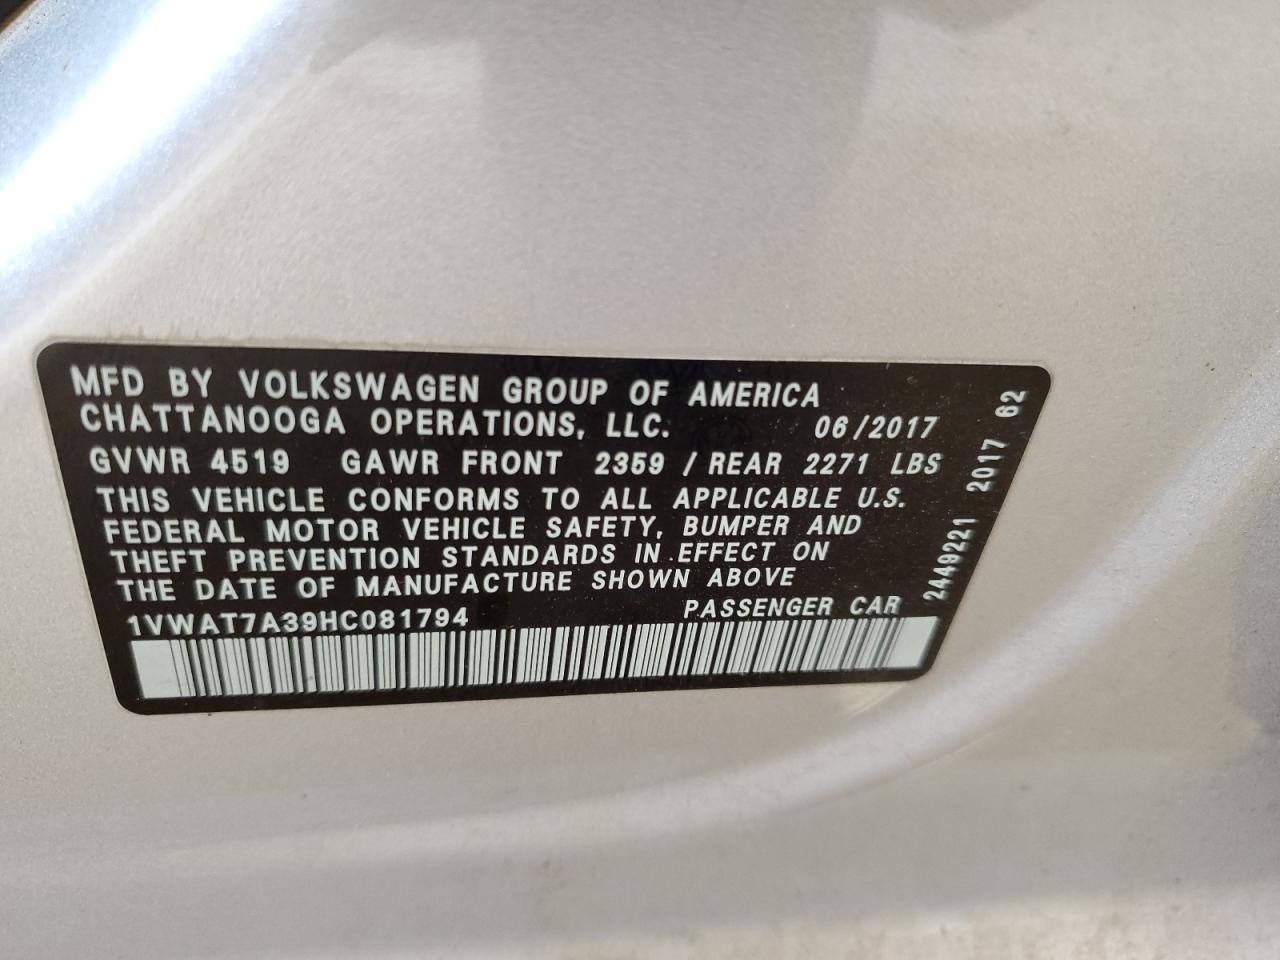 MFD BY VOLKSWAGEN GROUP OF AMERICA
CHATTANOOGA OPERATIONS, LLC. 06/2017
GVWR 4519 GAWR FRONT 2359 / REAR 2271 LBS
THIS VEHICLE CONFORMS TO ALL APPLICABLE U.S.
FEDERAL MOTOR VEHICLE SAFETY, BUMPER AND
THEFT PREVENTION STANDARDS IN EFFECT ON
THE DATE OF MANUFACTURE SHOWN ABOVE
1VWAT7A39HC081794 PASSENGER CAR
2449221 2017 62